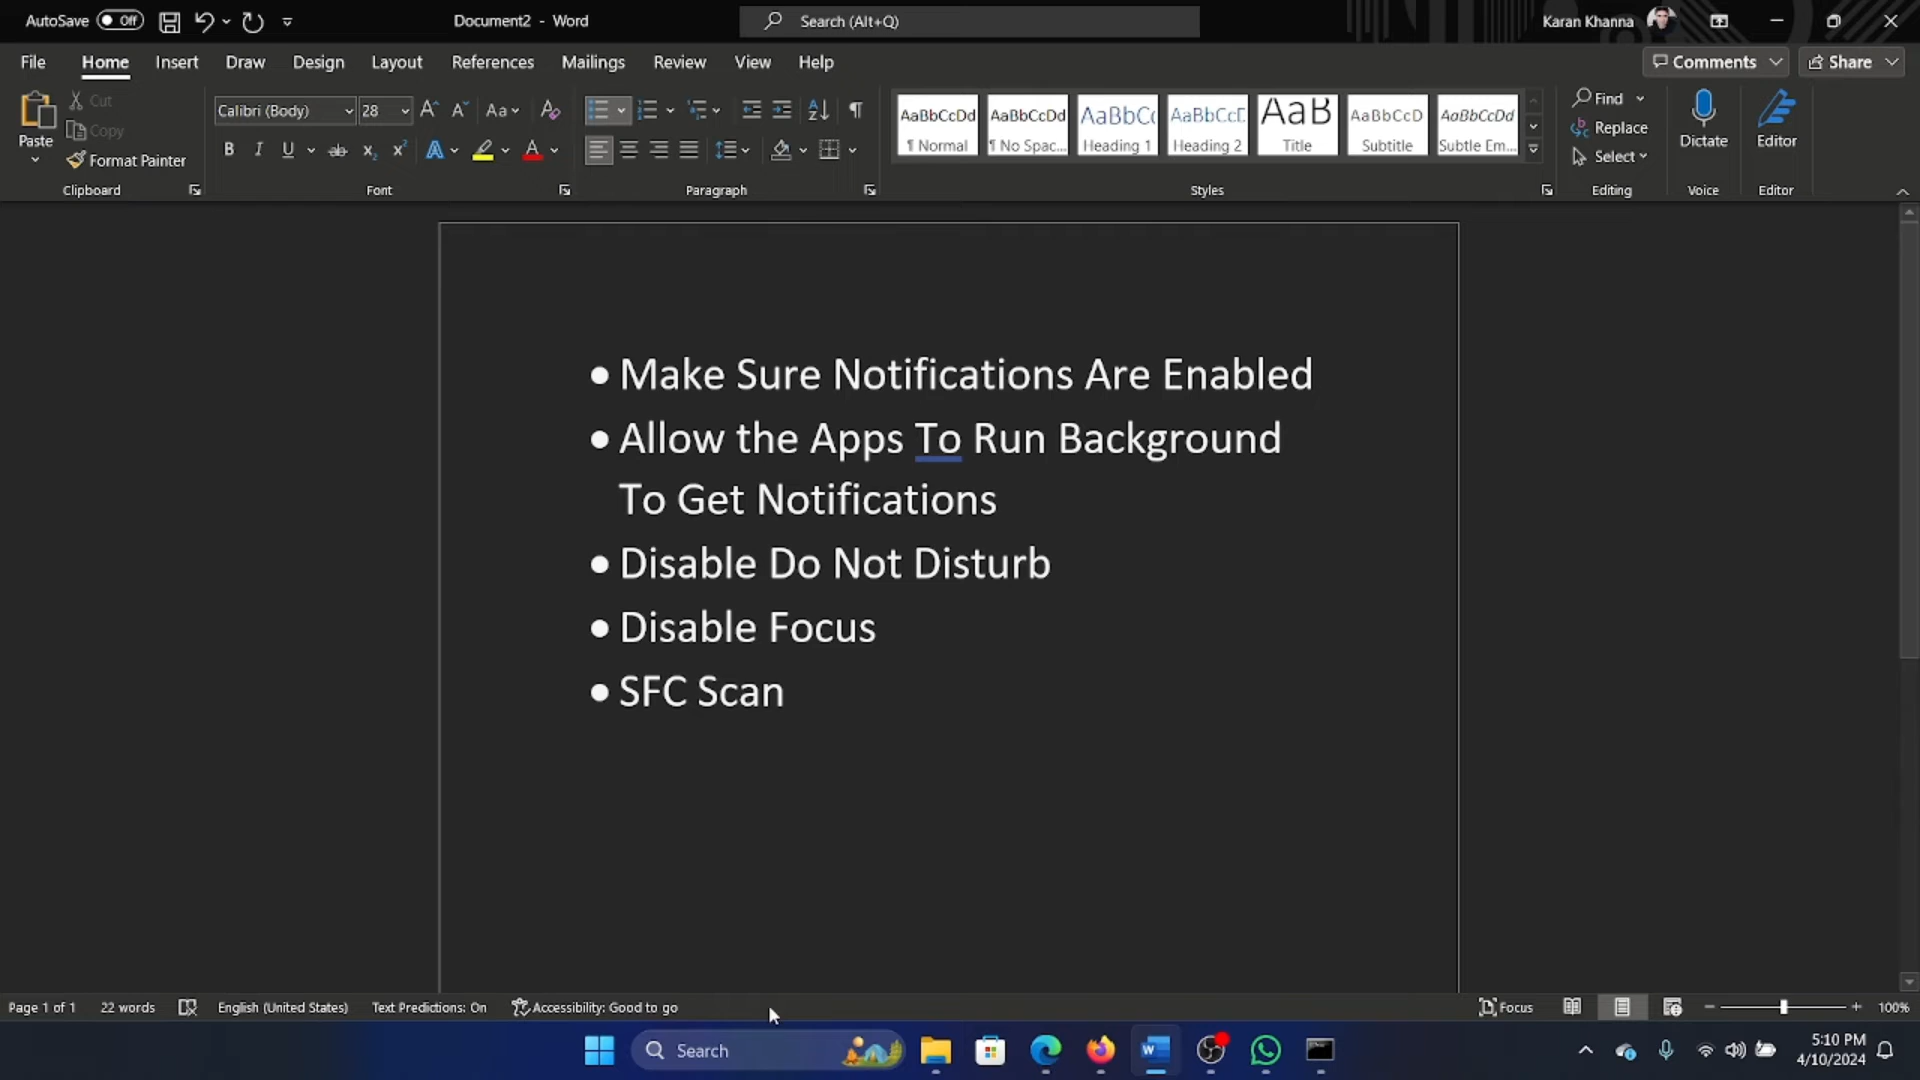 AutoSave Off Document2 - Word Search (Alt+Q) Karan Khanna
File Home Insert Draw Design Layout References Mailings Review View Help Comments Share
Paste
Cut
Copy
Format Painter
Clipboard
Calibri (Body) 28
Font
Paragraph
AaBbCcDd AaBbCcDd AaBbCc AaBbCcD AaB AaBbCcD AaBbCcDd
¶ Normal ¶ No Spac... Heading 1 Heading 2 Title Subtitle Subtle Em...
Styles
Find
Replace
Select
Editing
Dictate
Voice
Editor
Editor
• Make Sure Notifications Are Enabled
• Allow the Apps To Run Background
To Get Notifications
• Disable Do Not Disturb
• Disable Focus
• SFC Scan
Page 1 of 1 22 words English (United States) Text Predictions: On Accessibility: Good to go Focus 100%
Search
5:10 PM
4/10/2024